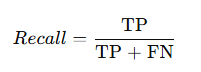 Recall = TP / TP + FN